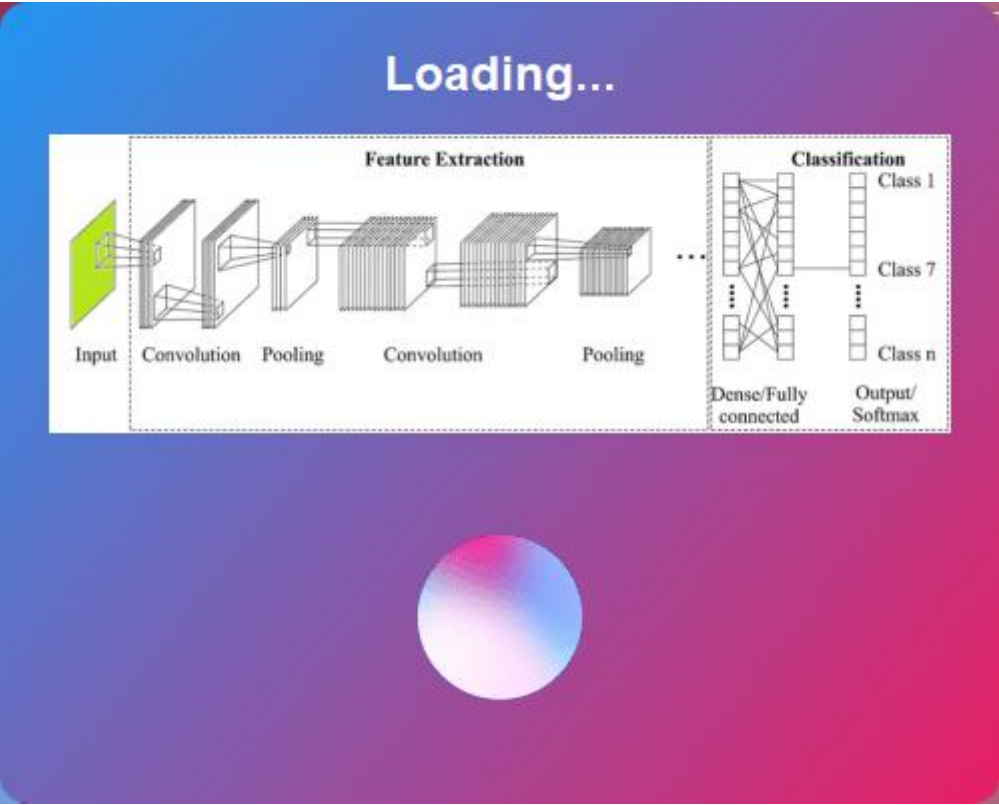 Loading...
Feature Extraction
Classification
Class 1
Class 7
Class n
Input
Convolution
Pooling
Convolution
Pooling
Dense/Fully
connected
Output/
Softmax